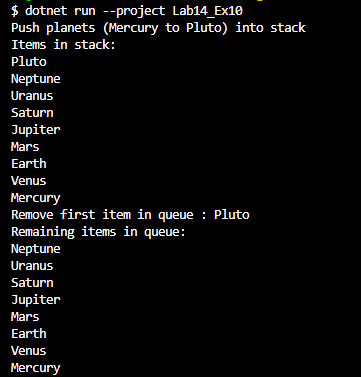 $ dotnet run --project Lab14_Ex10
Push planets (Mercury to Pluto) into stack
Items in stack:
Pluto
Neptune
Uranus
Saturn
Jupiter
Mars
Earth
Venus
Mercury
Remove first item in queue : Pluto
Remaining items in queue:
Neptune
Uranus
Saturn
Jupiter
Mars
Earth
Venus
Mercury